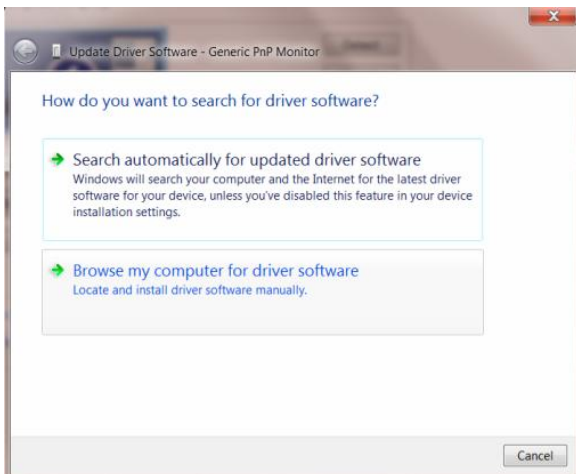 Update Driver Software - Generic PnP Monitor
How do you want to search for driver software?
Search automatically for updated driver software
Windows will search your computer and the Internet for the latest driver
software for your device, unless you've disabled this feature in your device
installation settings.
Browse my computer for driver software
Locate and install driver software manually.
Cancel